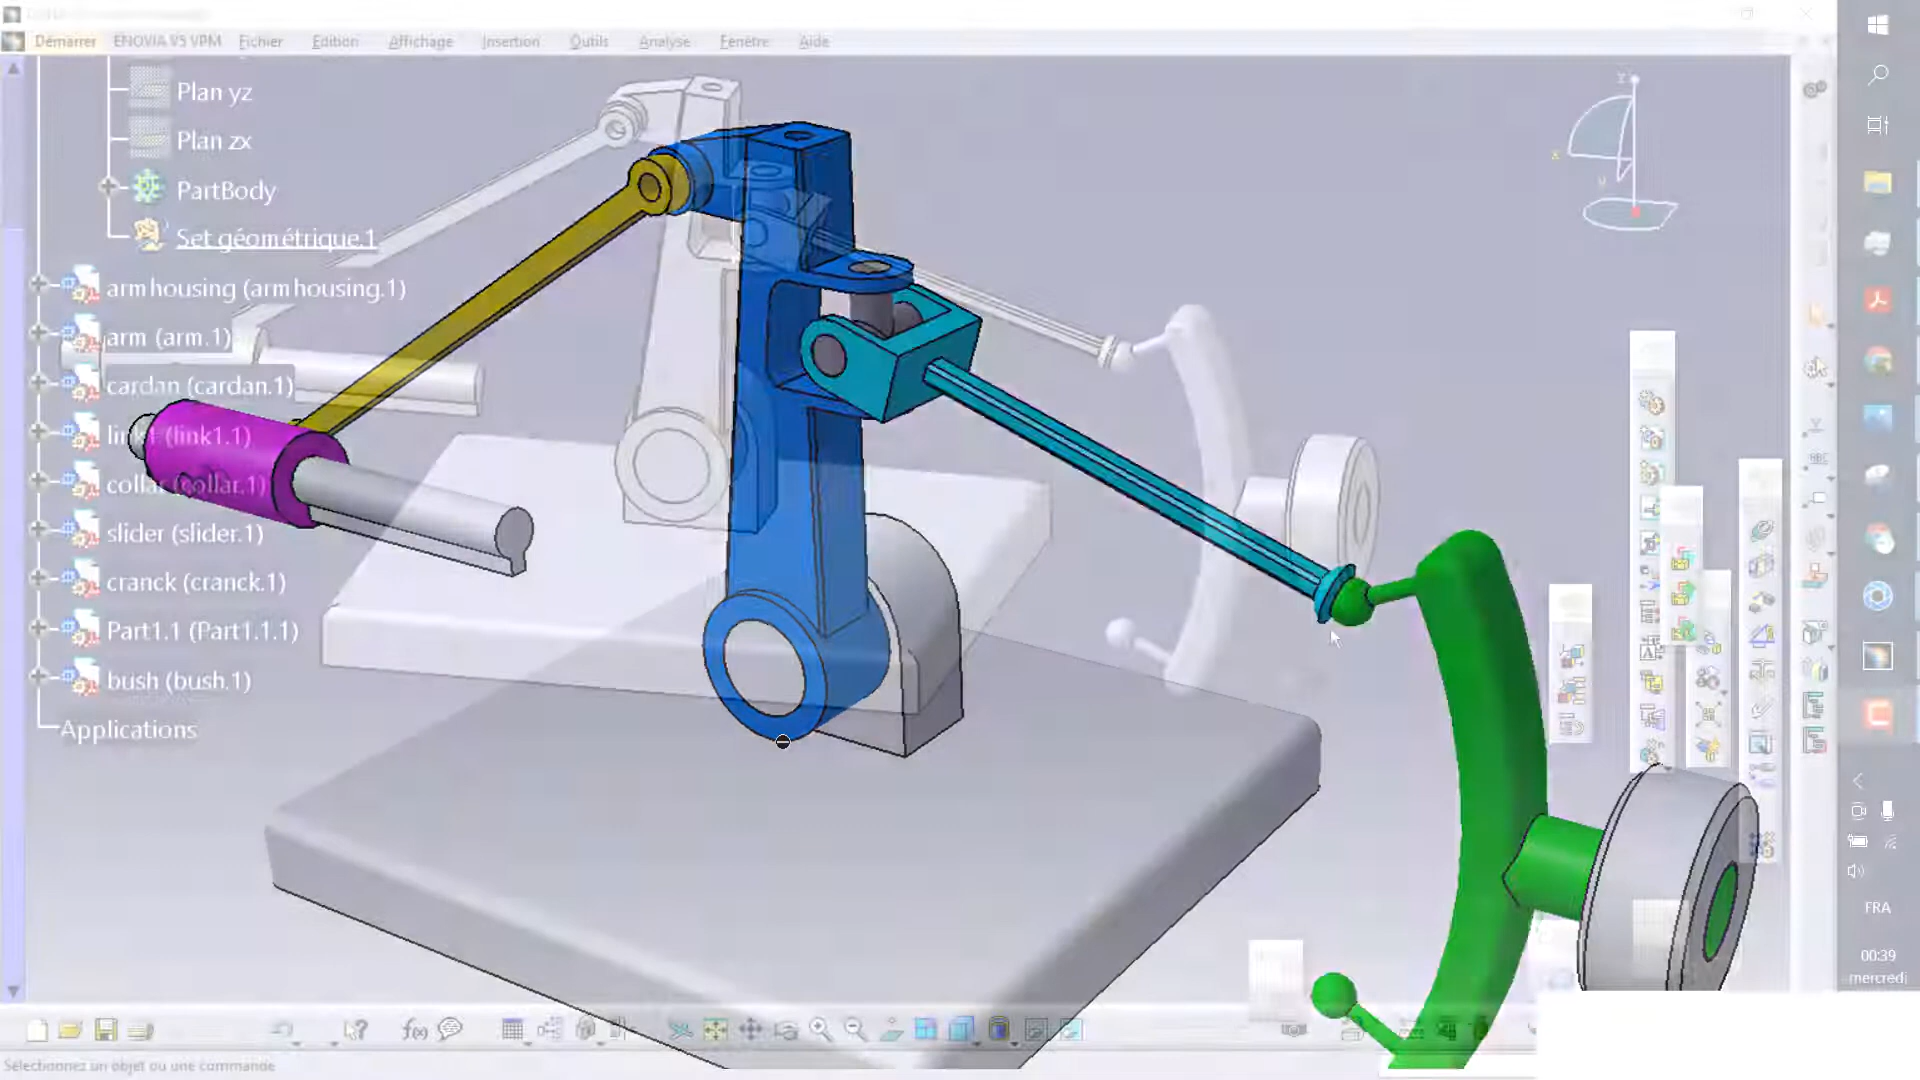 Démarrer ENOVIA V5 VPM Fichier Edition Affichage Insertion Outils Analyse Fenêtre Aide
Plan yz
Plan zx
PartBody
Set géométrique.1
armhousing (armhousing.1)
arm (arm.1)
cardan (cardan.1)
link1 (link1.1)
collar (collar.1)
slider (slider.1)
cranck (cranck.1)
Part1.1 (Part1.1.1)
bush (bush.1)
Applications
FRA
00:39
mercredi
Sélectionnez un objet ou une commande